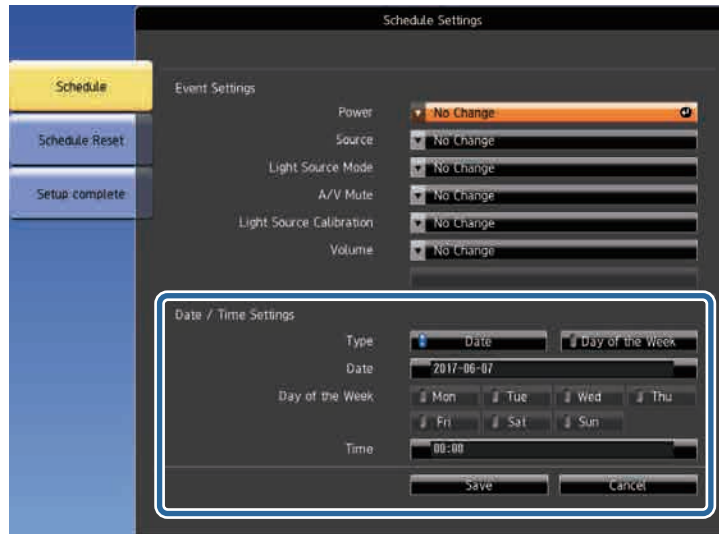 Schedule Settings
Schedule
Schedule Reset
Setup complete
Event Settings
Power No Change
Source No Change
Light Source Mode No Change
A/V Mute No Change
Light Source Calibration No Change
Volume No Change
Date / Time Settings
Type Date Day of the Week
Date 2017-06-07
Day of the Week Mon Tue Wed Thu
Fri Sat Sun
Time 00:00
Save Cancel